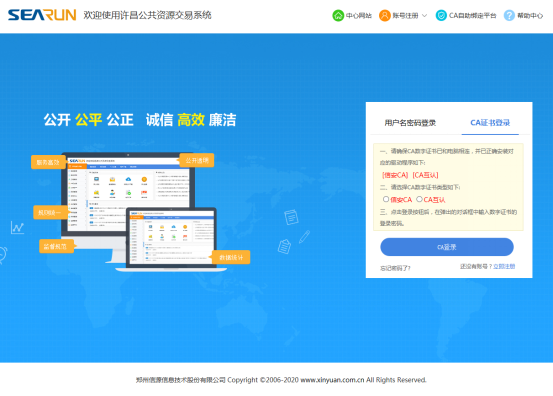 SEARUN 欢迎使用许昌公共资源交易系统
中心网站 账号注册 CA自助绑定平台 帮助中心
公开 公平 公正 诚信 高效 廉洁
公开透明
数据统计
用户名密码登录 CA证书登录
一、请确保CA数字证书已和电脑相连，并已正确安装对
应的驱动程序如下:
[信安CA] [CA互认]
二、请选择CA数字证书类型如下:
信安CA CA互认
三、点击登录按钮后，在弹出的对话框中输入数字证书的
登录密码。
CA登录
忘记密码了? 还没有账号? 立即注册
郑州信源信息技术股份有限公司 Copyright ©2006-2020 www.xinyuan.com.cn All Rights Reserved.